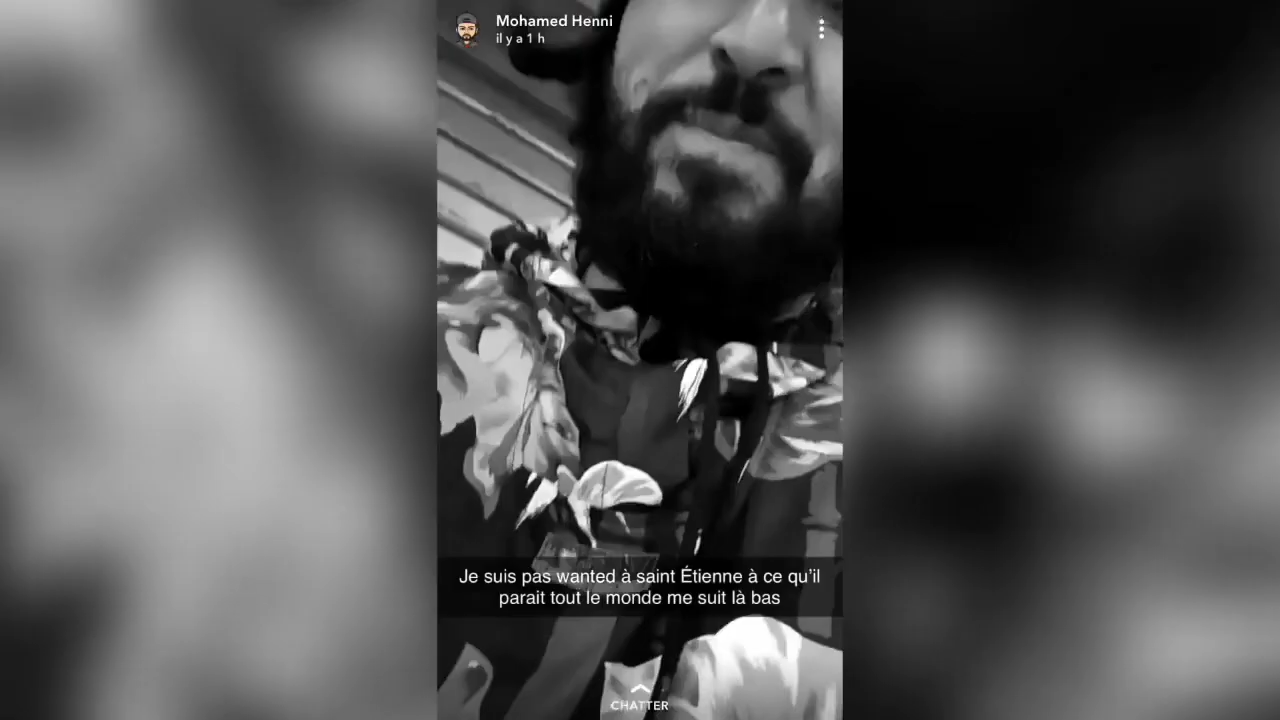 Mohamed Henni
il y a 1 h
Je suis pas wanted à saint Étienne à ce qu'il
parait tout le monde me suit là bas
CHATTER